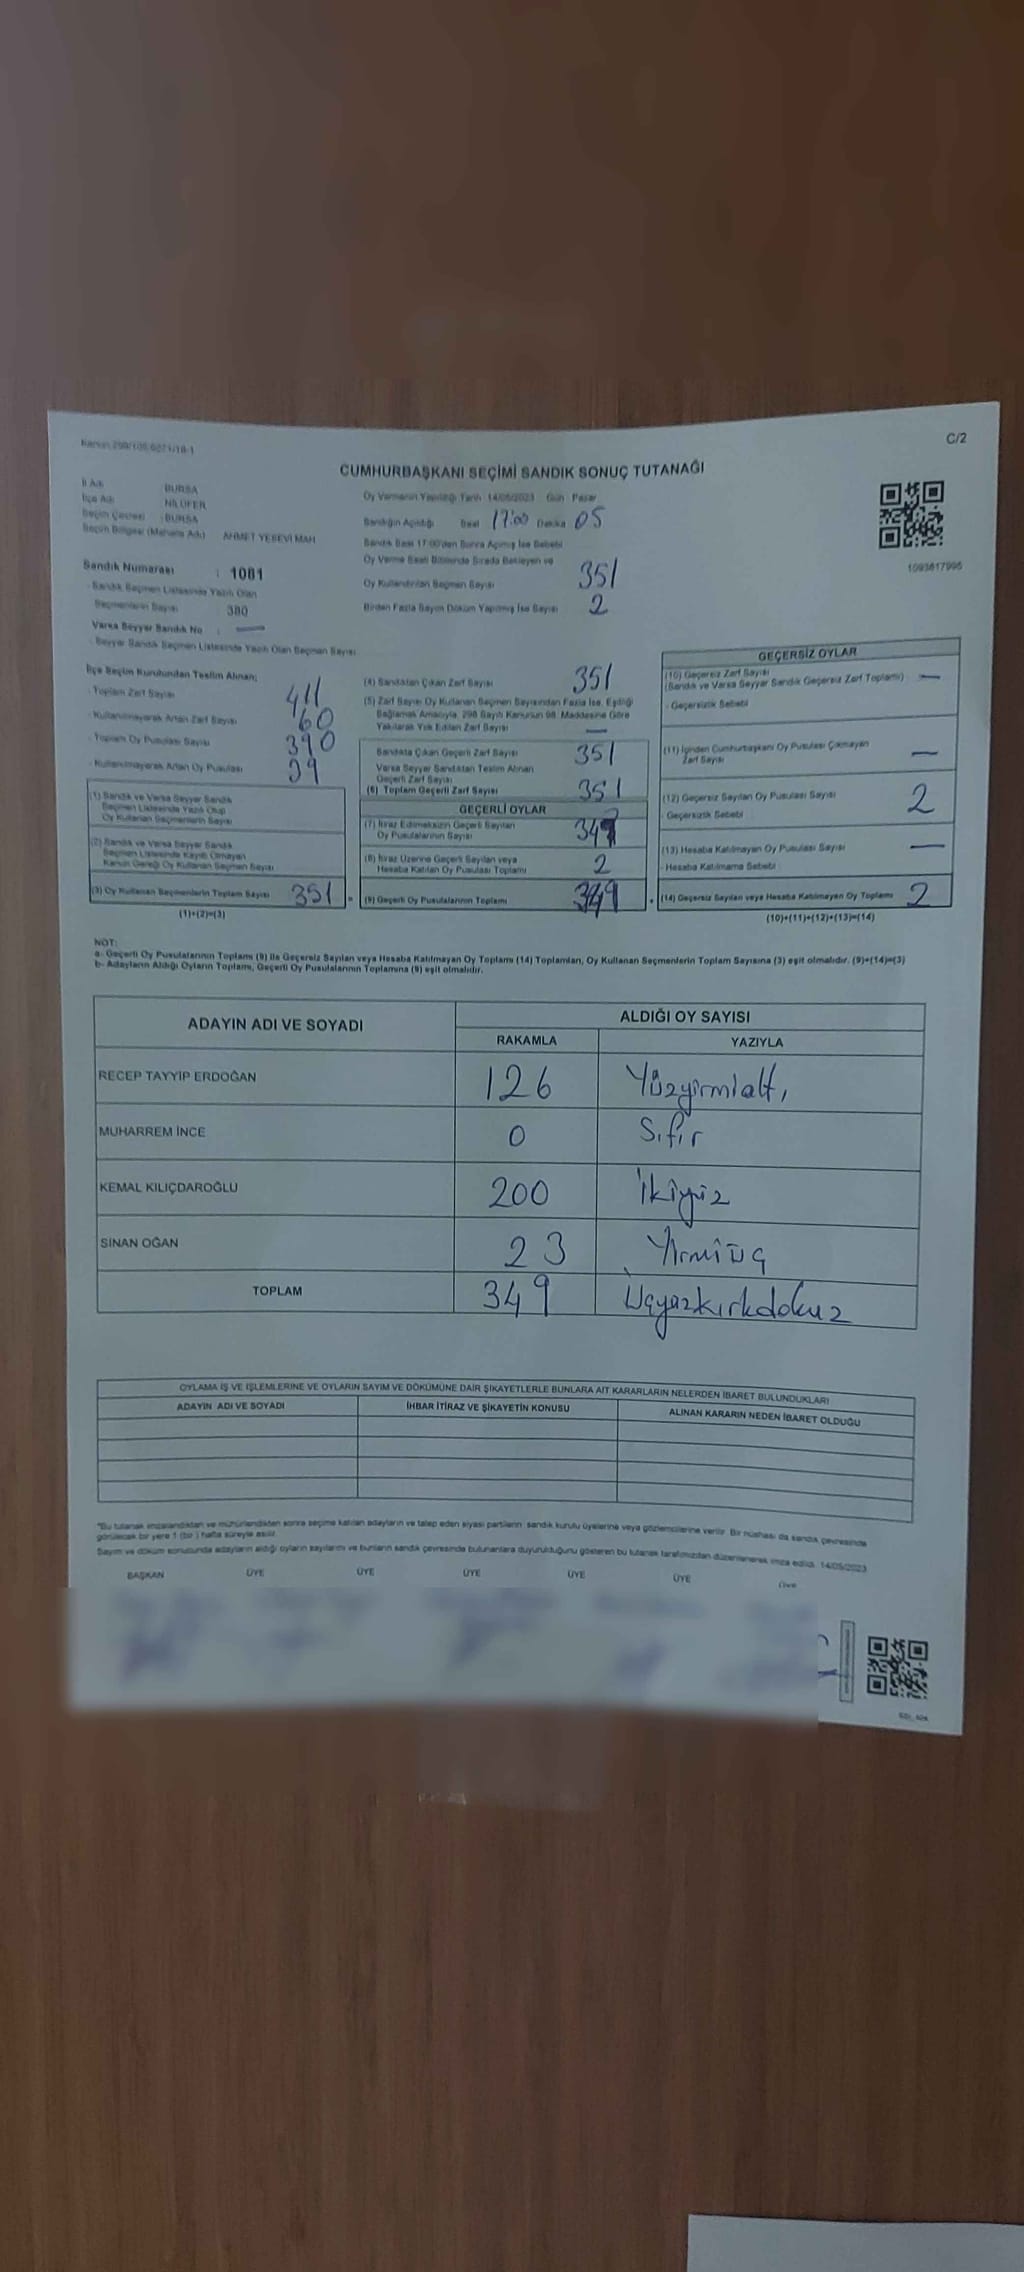 C/2
CUMHURBAŞKANI SEÇİMİ SANDIK SONUÇ TUTANAĞI
İl Adı : BURSA
İlçe Adı : NİLÜFER
Seçim Çevresi : BURSA
Seçim Bölgesi (Mahalle Adı) AHMET YESEVİ MAH
Sandık Numarası : 1081
Sandık Seçmen Listesinde Yazılı Olan
Seçmenlerin Sayısı 380
Varsa Seyyar Sandık No : —
Seyyar Sandık Seçmen Listesinde Yazılı Olan Seçmen Sayısı
Oy Vermenin Yapıldığı Tarih 14/05/2023 Gün Pazar
Sandığın Açıldığı Saat 17:00 Dakika 05
Sandık Saat 17:00'den Sonra Açılmış İse Sebebi
Oy Verme Saati Bitiminde Sırada Bekleyen ve
Oy Kullandırılan Seçmen Sayısı 351
Birden Fazla Sayım Döküm Yapılmış İse Sayısı 2
1093817995
İlçe Seçim Kurulundan Teslim Alınan;
- Toplam Zarf Sayısı 411
- Kullanılmayarak Artan Zarf Sayısı 60
- Toplam Oy Pusulası Sayısı 390
- Kullanılmayarak Artan Oy Pusulası 39
(1) Sandık ve Varsa Seyyar Sandık
Seçmen Listesinde Yazılı Olup
Oy Kullanan Seçmenlerin Sayısı
(2) Sandık ve Varsa Seyyar Sandık
Seçmen Listesinde Kayıtlı Olmayan
Kanun Gereği Oy Kullanan Seçmen Sayısı
(3) Oy Kullanan Seçmenlerin Toplam Sayısı 351 =
(1)+(2)=(3)
(4) Sandıktan Çıkan Zarf Sayısı 351
(5) Zarf Sayısı Oy Kullanan Seçmen Sayısından Fazla İse, Eşitliği
Sağlamak Amacıyla, 298 Sayılı Kanunun 98. Maddesine Göre
Yakılarak Yok Edilen Zarf Sayısı —
Sandıkta Çıkan Geçerli Zarf Sayısı 351
Varsa Seyyar Sandıktan Teslim Alınan
Geçerli Zarf Sayısı
(6) Toplam Geçerli Zarf Sayısı 351
GEÇERLİ OYLAR
(7) İtiraz Edilmeksizin Geçerli Sayılan
Oy Pusulalarının Sayısı 347
(8) İtiraz Üzerine Geçerli Sayılan veya
Hesaba Katılan Oy Pusulası Toplamı 2
(9) Geçerli Oy Pusulalarının Toplamı 349 +
GEÇERSİZ OYLAR
(10) Geçersiz Zarf Sayısı —
(Sandık ve Varsa Seyyar Sandık Geçersiz Zarf Toplamı)
- Geçersizlik Sebebi
(11) İçinden Cumhurbaşkanı Oy Pusulası Çıkmayan —
Zarf Sayısı
(12) Geçersiz Sayılan Oy Pusulası Sayısı 2
- Geçersizlik Sebebi
(13) Hesaba Katılmayan Oy Pusulası Sayısı —
- Hesaba Katılmama Sebebi
(14) Geçersiz Sayılan veya Hesaba Katılmayan Oy Toplamı 2
(10)+(11)+(12)+(13)=(14)
NOT:
a- Geçerli Oy Pusulalarının Toplamı (9) ile Geçersiz Sayılan veya Hesaba Katılmayan Oy Toplamı (14) Toplamları, Oy Kullanan Seçmenlerin Toplam Sayısına (3) eşit olmalıdır. (9)+(14)=(3)
b- Adayların Aldığı Oyların Toplamı, Geçerli Oy Pusulalarının Toplamına (9) eşit olmalıdır.
ADAYIN ADI VE SOYADI
ALDIĞI OY SAYISI
RAKAMLA YAZIYLA
RECEP TAYYİP ERDOĞAN 126 Yüzyirmialtı
MUHARREM İNCE 0 Sıfır
KEMAL KILIÇDAROĞLU 200 İkiyüz
SİNAN OĞAN 23 Yirmiüç
TOPLAM 349 Üçyüzkırkdokuz
OYLAMA İŞ VE İŞLEMLERİNE VE OYLARIN SAYIM VE DÖKÜMÜNE DAİR ŞİKAYETLERLE BUNLARA AİT KARARLARIN NELERDEN İBARET BULUNDUKLARI
ADAYIN ADI VE SOYADI İHBAR İTİRAZ VE ŞİKAYETİN KONUSU ALINAN KARARIN NEDEN İBARET OLDUĞU
*Bu tutanak imzalandıktan ve mühürlendikten sonra seçime katılan adayların ve talep eden siyasi partilerin sandık kurulu üyelerine veya gözlemcilerine verilir. Bir nüshası da sandık çevresinde
görülecek bir yere 1 (bir) hafta süreyle asılır.
Sayım ve döküm sonucunda adayların aldığı oyların sayılarını ve bunların sandık çevresinde bulunanlara duyurulduğunu gösteren bu tutanak tarafımızdan düzenlenerek imza edildi. 14/05/2023
BAŞKAN ÜYE ÜYE ÜYE ÜYE ÜYE Üye